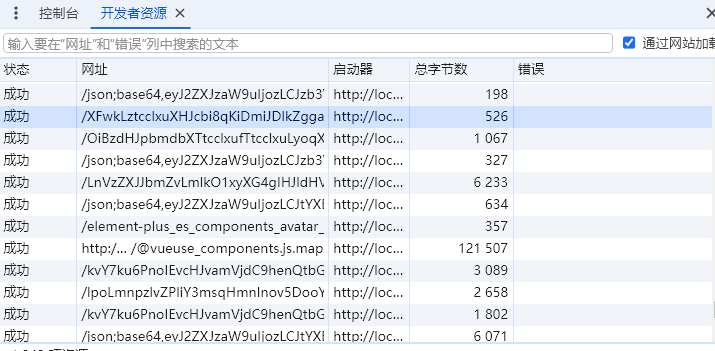 控制台 开发者资源
输入要在“网址”和“错误”列中搜索的文本 通过网站加载
状态 网址 启动器 总字节数 错误
成功 /json;base64,eyJ2ZXJzaW9uIjozLCJzb3 http://loc... 198
成功 /XFwkLztcclxuXHJcbi8qKiDmiJDlkZgga http://loc... 526
成功 /OiBzdHJpbmdbXTtcclxufTtcclxuLyoqX http://loc... 1 067
成功 /json;base64,eyJ2ZXJzaW9uIjozLCJzb3 http://loc... 327
成功 /LnVzZXJJbmZvLmlkO1xyXG4gIHJldHV http://loc... 6 233
成功 /json;base64,eyJ2ZXJzaW9uIjozLCJtYXB http://loc... 634
成功 /element-plus_es_components_avatar_ http://loc... 357
成功 http:/... /@vueuse_components.js.map http://loc... 121 507
成功 /kvY7ku6PnoIEvcHJvamVjdC9henQtbG http://loc... 3 089
成功 /lpoLmnpzlvZPliY3msqHmnInov5DooY http://loc... 2 658
成功 /kvY7ku6PnoIEvcHJvamVjdC9henQtbG http://loc... 1 802
成功 /json;base64,eyJ2ZXJzaW9uIjozLCJtYXB http://loc... 6 071